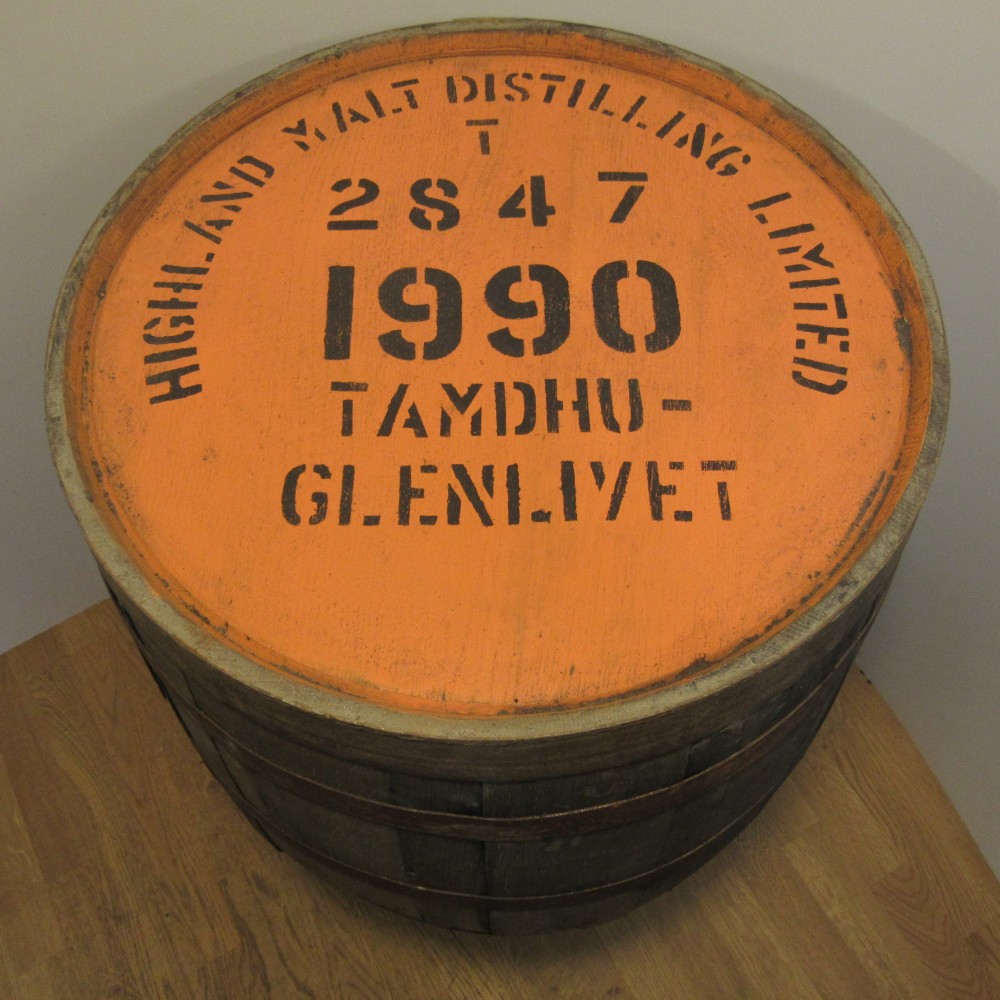 HIGHLAND MALT DISTILLING LIMITED
T
2847
1990
TAMDHU-
GLENLIVET